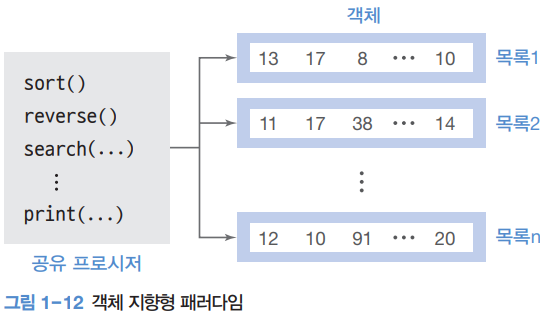 객체
sort()
reverse()
search(...)
⋮
print(...)
공유 프로시저
13 17 8 ··· 10 목록1
11 17 38 ··· 14 목록2
⋮
12 10 91 ··· 20 목록n
그림 1-12 객체 지향형 패러다임